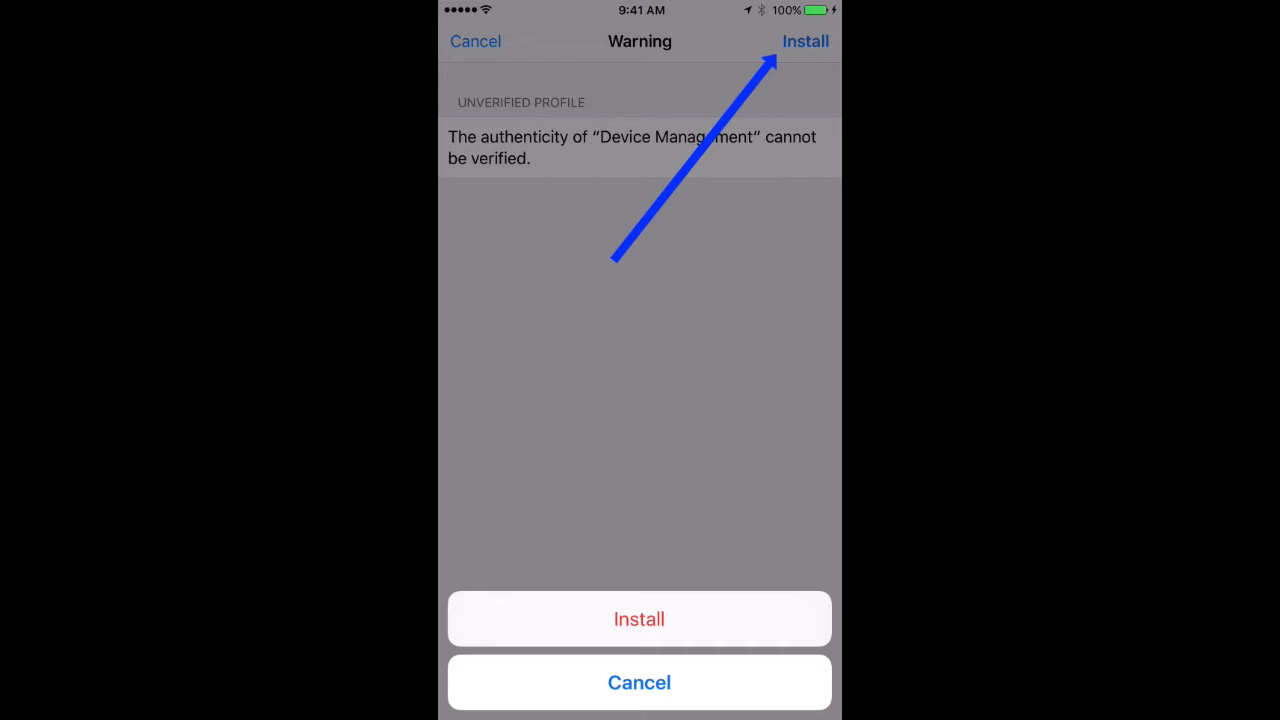 9:41 AM 100%
Cancel Warning Install
UNVERIFIED PROFILE
The authenticity of “Device Management” cannot
be verified.
Install
Cancel